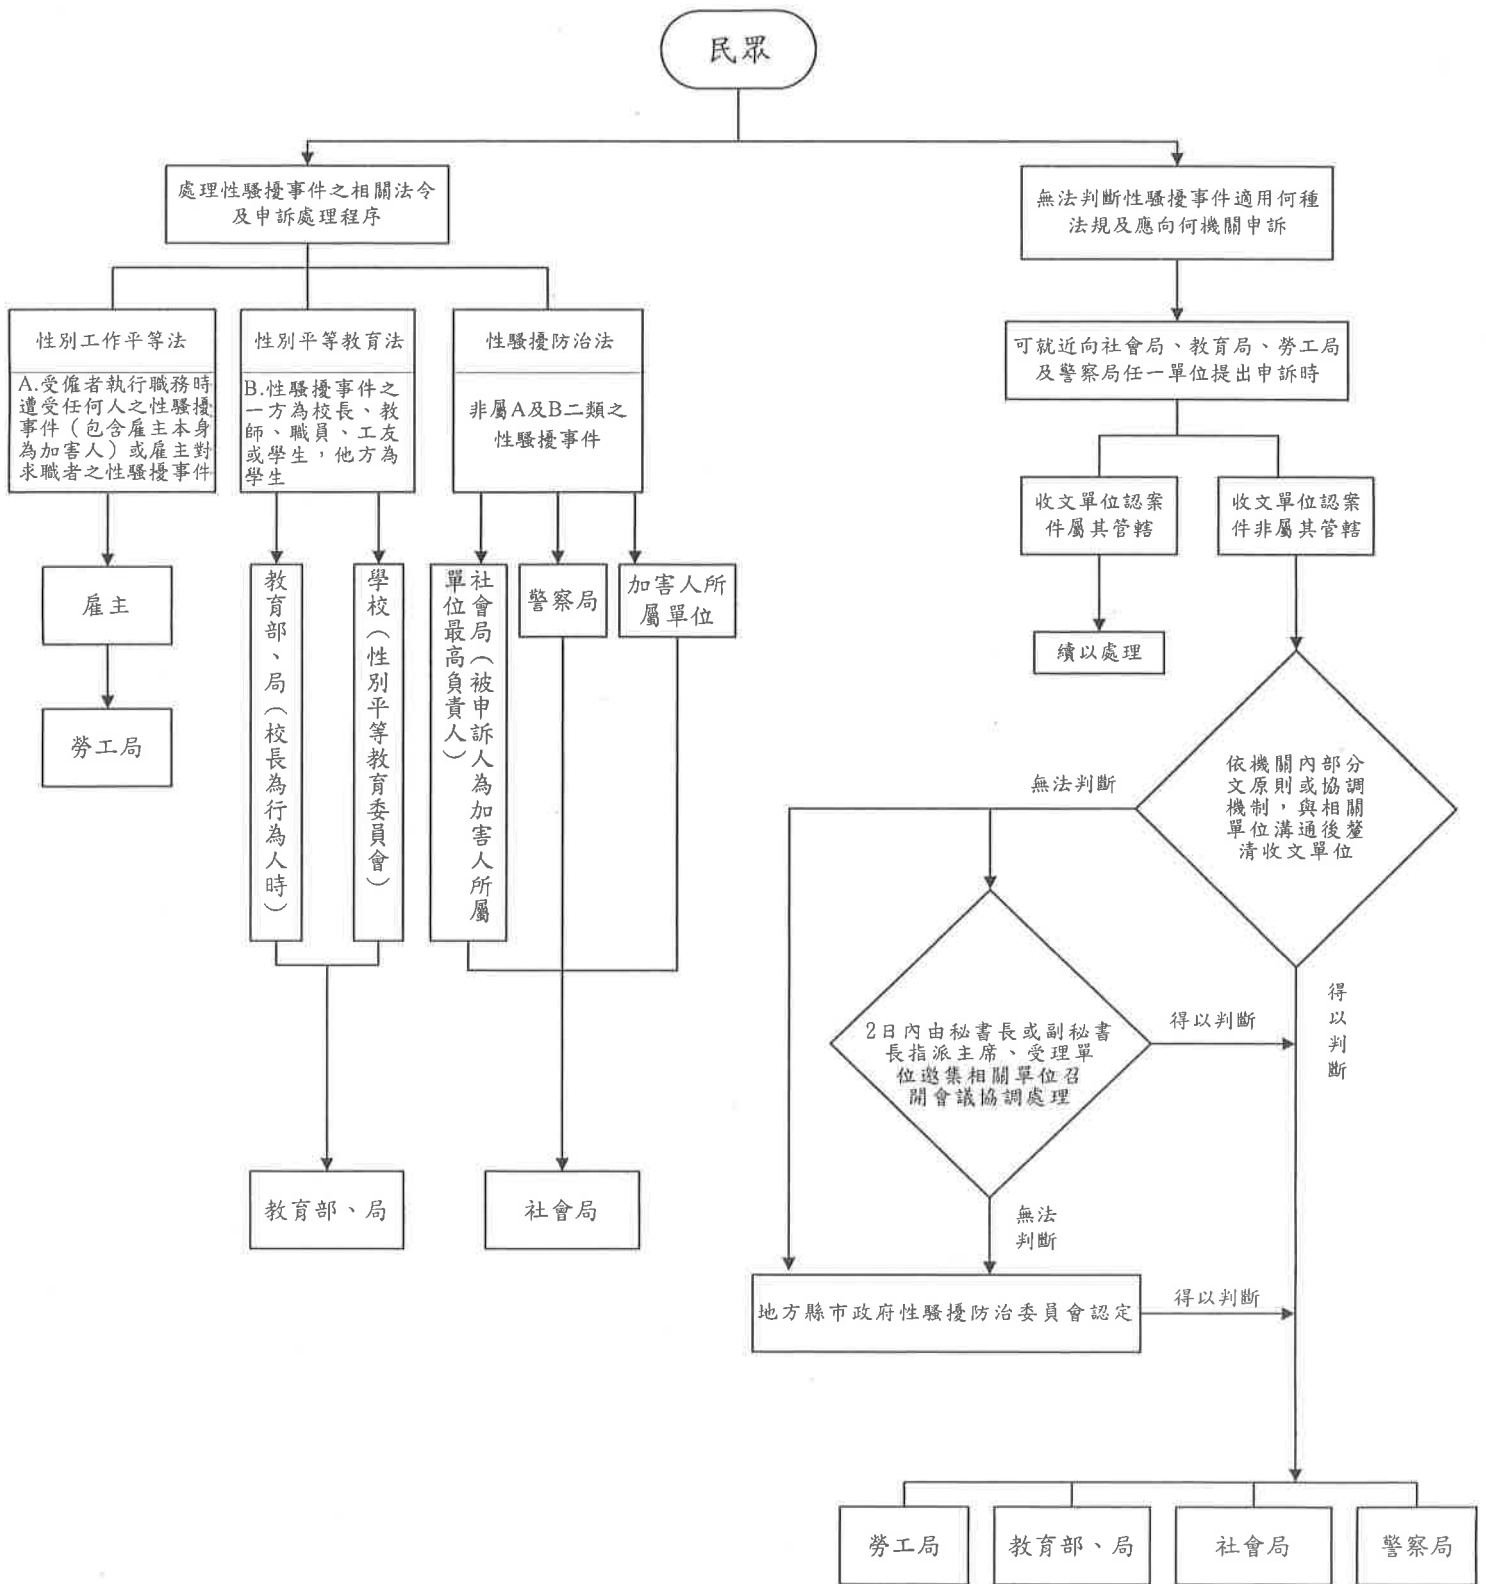 民眾
處理性騷擾事件之相關法令
及申訴處理程序
無法判斷性騷擾事件適用何種
法規及應向何機關申訴
性別工作平等法
A.受僱者執行職務時
遭受任何人之性騷擾
事件（包含雇主本身
為加害人）或雇主對
求職者之性騷擾事件
性別平等教育法
B.性騷擾事件之
一方為校長、教
師、職員、工友
或學生，他方為
學生
性騷擾防治法
非屬A及B二類之
性騷擾事件
可就近向社會局、教育局、勞工局
及警察局任一單位提出申訴時
收文單位認案
件屬其管轄
收文單位認案
件非屬其管轄
雇主
勞工局
教育部、局（校長為行為人時）
學校（性別平等教育委員會）
社會局（被申訴人為加害人所屬
單位最高負責人）
警察局
加害人所
屬單位
續以處理
依機關內部分
文原則或協調
機制，與相關
單位溝通後釐
清收文單位
無法判斷
得以判斷
2日內由秘書長或副秘書
長指派主席、受理單
位邀集相關單位召
開會議協調處理
得以判斷
無法
判斷
教育部、局
社會局
地方縣市政府性騷擾防治委員會認定
得以判斷
勞工局
教育部、局
社會局
警察局